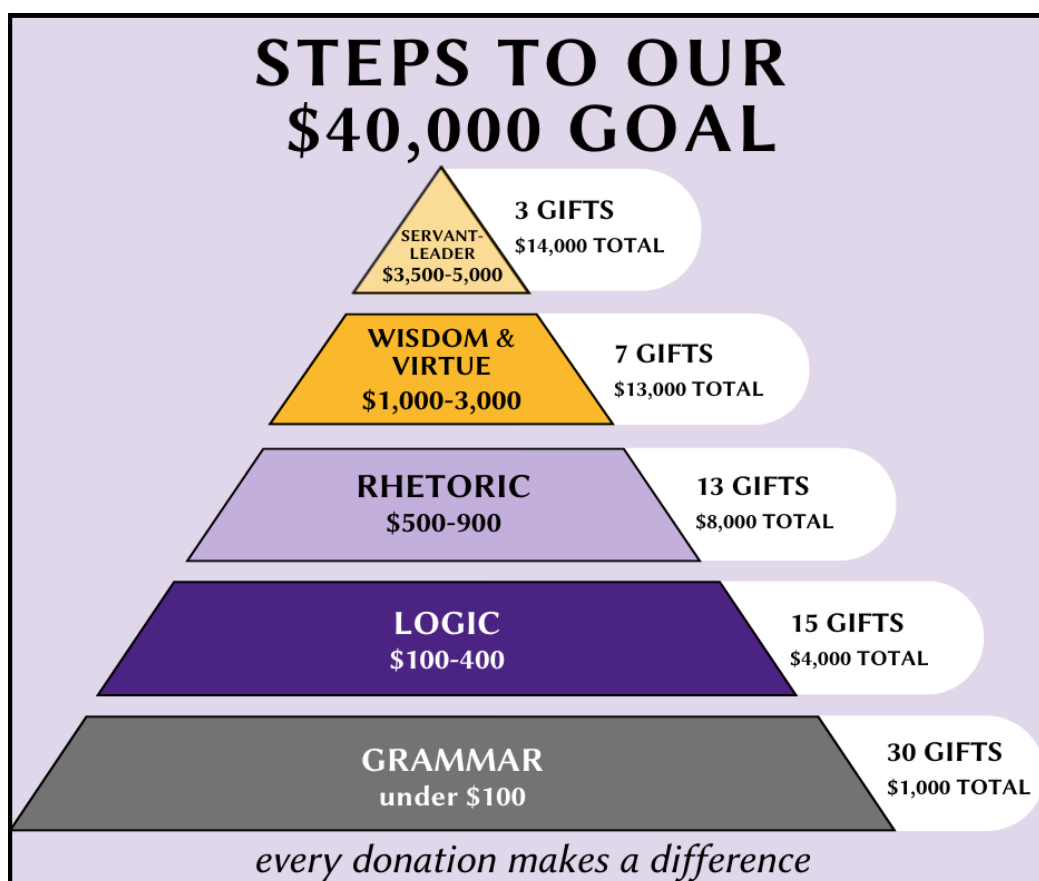 STEPS TO OUR
$40,000 GOAL
SERVANT-
LEADER
$3,500-5,000
3 GIFTS
$14,000 TOTAL
WISDOM &
VIRTUE
$1,000-3,000
7 GIFTS
$13,000 TOTAL
RHETORIC
$500-900
13 GIFTS
$8,000 TOTAL
LOGIC
$100-400
15 GIFTS
$4,000 TOTAL
GRAMMAR
under $100
30 GIFTS
$1,000 TOTAL
every donation makes a difference